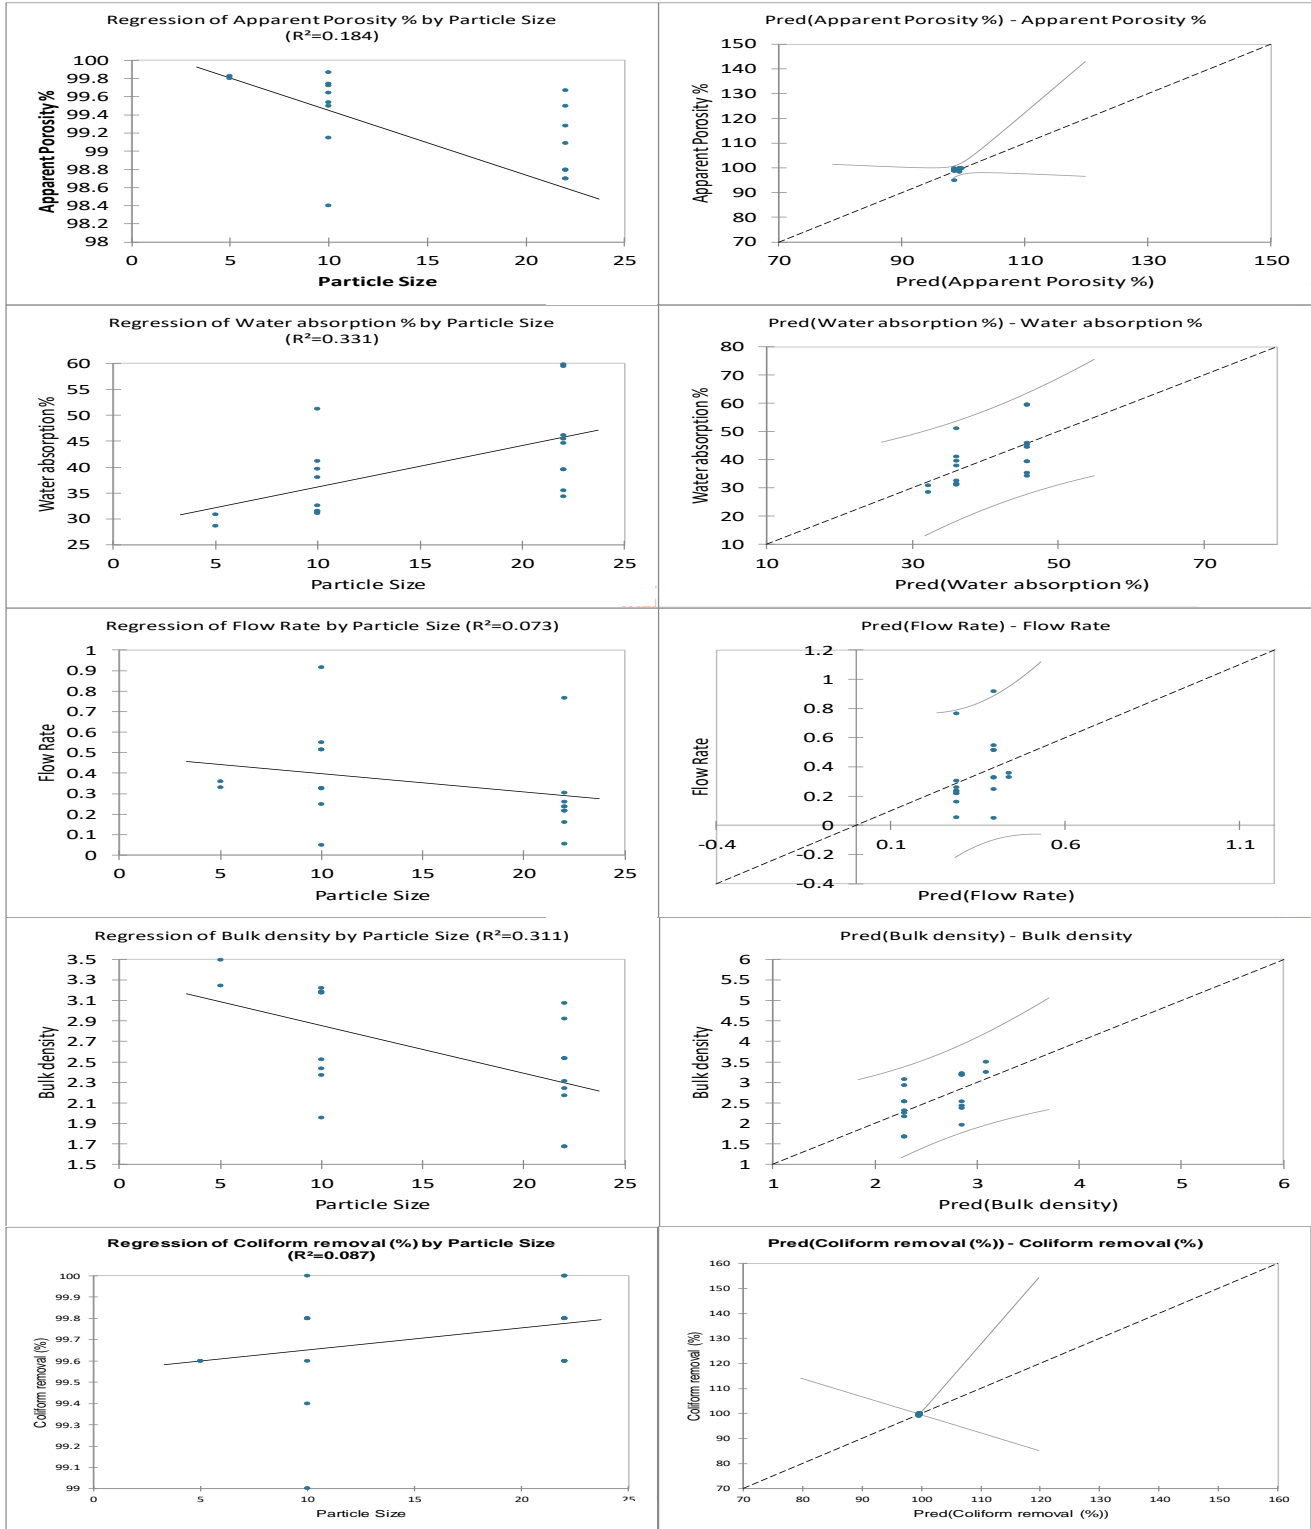 Regression of Apparent Porosity % by Particle Size
(R²=0.184)
100
99.8
99.6
99.4
99.2
99
98.8
98.6
98.4
98.2
98
Apparent Porosity %
0 5 10 15 20 25
Particle Size
Pred(Apparent Porosity %) - Apparent Porosity %
150
140
130
120
110
100
90
80
70
Apparent Porosity %
70 90 110 130 150
Pred(Apparent Porosity %)
Regression of Water absorption % by Particle Size
(R²=0.331)
60
55
50
45
40
35
30
25
Water absorption %
0 5 10 15 20 25
Particle Size
Pred(Water absorption %) - Water absorption %
80
70
60
50
40
30
20
10
Water absorption %
10 30 50 70
Pred(Water absorption %)
Regression of Flow Rate by Particle Size (R²=0.073)
1
0.9
0.8
0.7
0.6
0.5
0.4
0.3
0.2
0.1
0
Flow Rate
0 5 10 15 20 25
Particle Size
Pred(Flow Rate) - Flow Rate
1.2
1
0.8
0.6
0.4
0.2
0
-0.2
-0.4
Flow Rate
-0.4 0.1 0.6 1.1
Pred(Flow Rate)
Regression of Bulk density by Particle Size (R²=0.311)
3.5
3.3
3.1
2.9
2.7
2.5
2.3
2.1
1.9
1.7
1.5
Bulk density
0 5 10 15 20 25
Particle Size
Pred(Bulk density) - Bulk density
6
5.5
5
4.5
4
3.5
3
2.5
2
1.5
1
Bulk density
1 2 3 4 5 6
Pred(Bulk density)
Regression of Coliform removal (%) by Particle Size
(R²=0.087)
100
99.9
99.8
99.7
99.6
99.5
99.4
99.3
99.2
99.1
99
Coliform removal (%)
0 5 10 15 20 25
Particle Size
Pred(Coliform removal (%)) - Coliform removal (%)
160
150
140
130
120
110
100
90
80
70
Coliform removal (%)
70 80 90 100 110 120 130 140 150 160
Pred(Coliform removal (%))